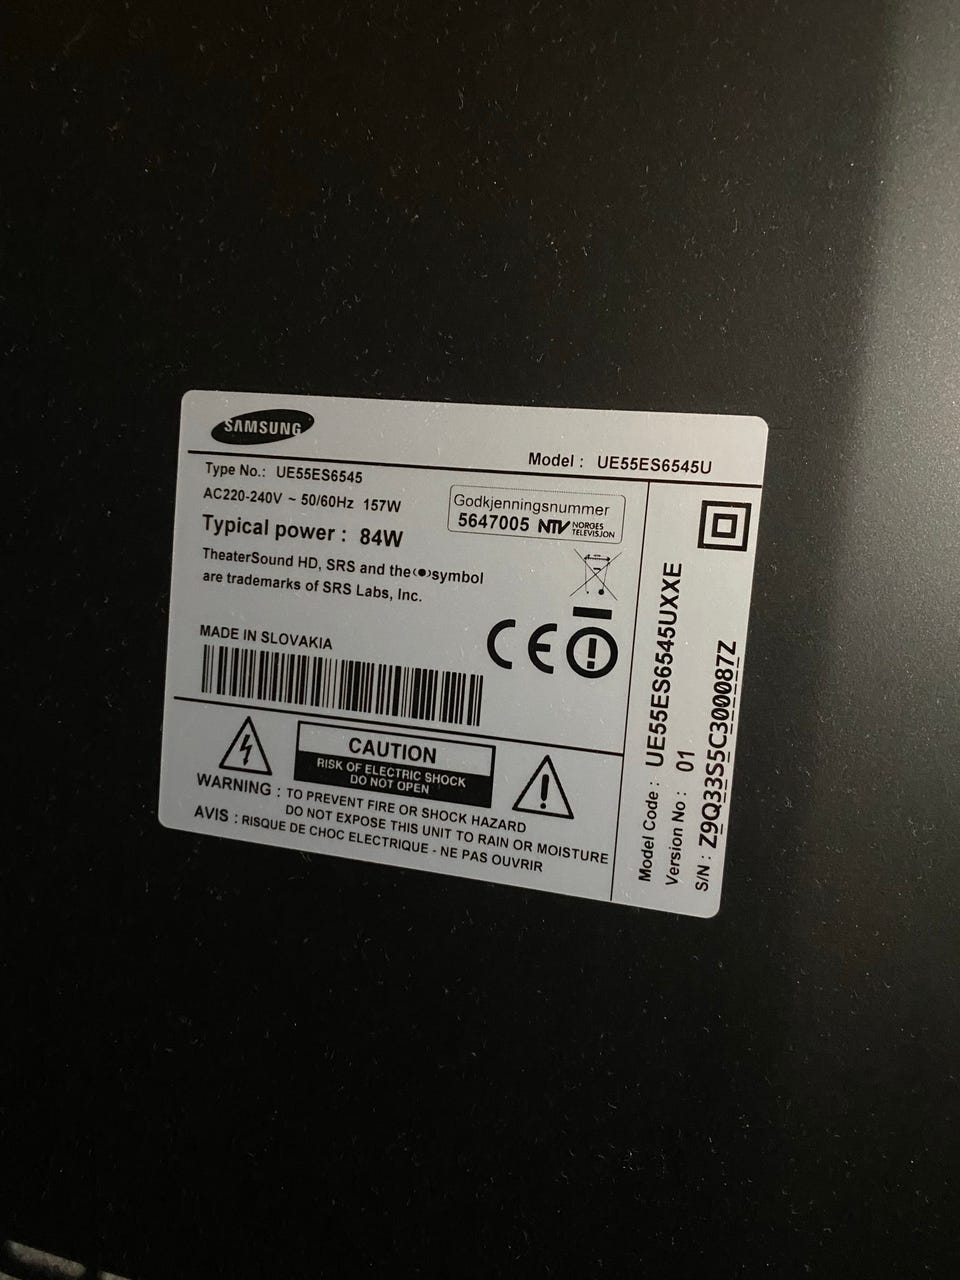 SAMSUNG
Model : UE55ES6545U
Type No.: UE55ES6545
AC220-240V ~ 50/60Hz 157W
Typical power : 84W
Godkjenningsnummer
5647005 NTV NORGES TELEVISJON
TheaterSound HD, SRS and the (●) symbol
are trademarks of SRS Labs, Inc.
MADE IN SLOVAKIA
CE
CAUTION
RISK OF ELECTRIC SHOCK
DO NOT OPEN
WARNING : TO PREVENT FIRE OR SHOCK HAZARD
DO NOT EXPOSE THIS UNIT TO RAIN OR MOISTURE
AVIS : RISQUE DE CHOC ELECTRIQUE - NE PAS OUVRIR
Model Code : UE55ES6545UXXE
Version No : 01
S/N : Z9Q33S5C300087Z